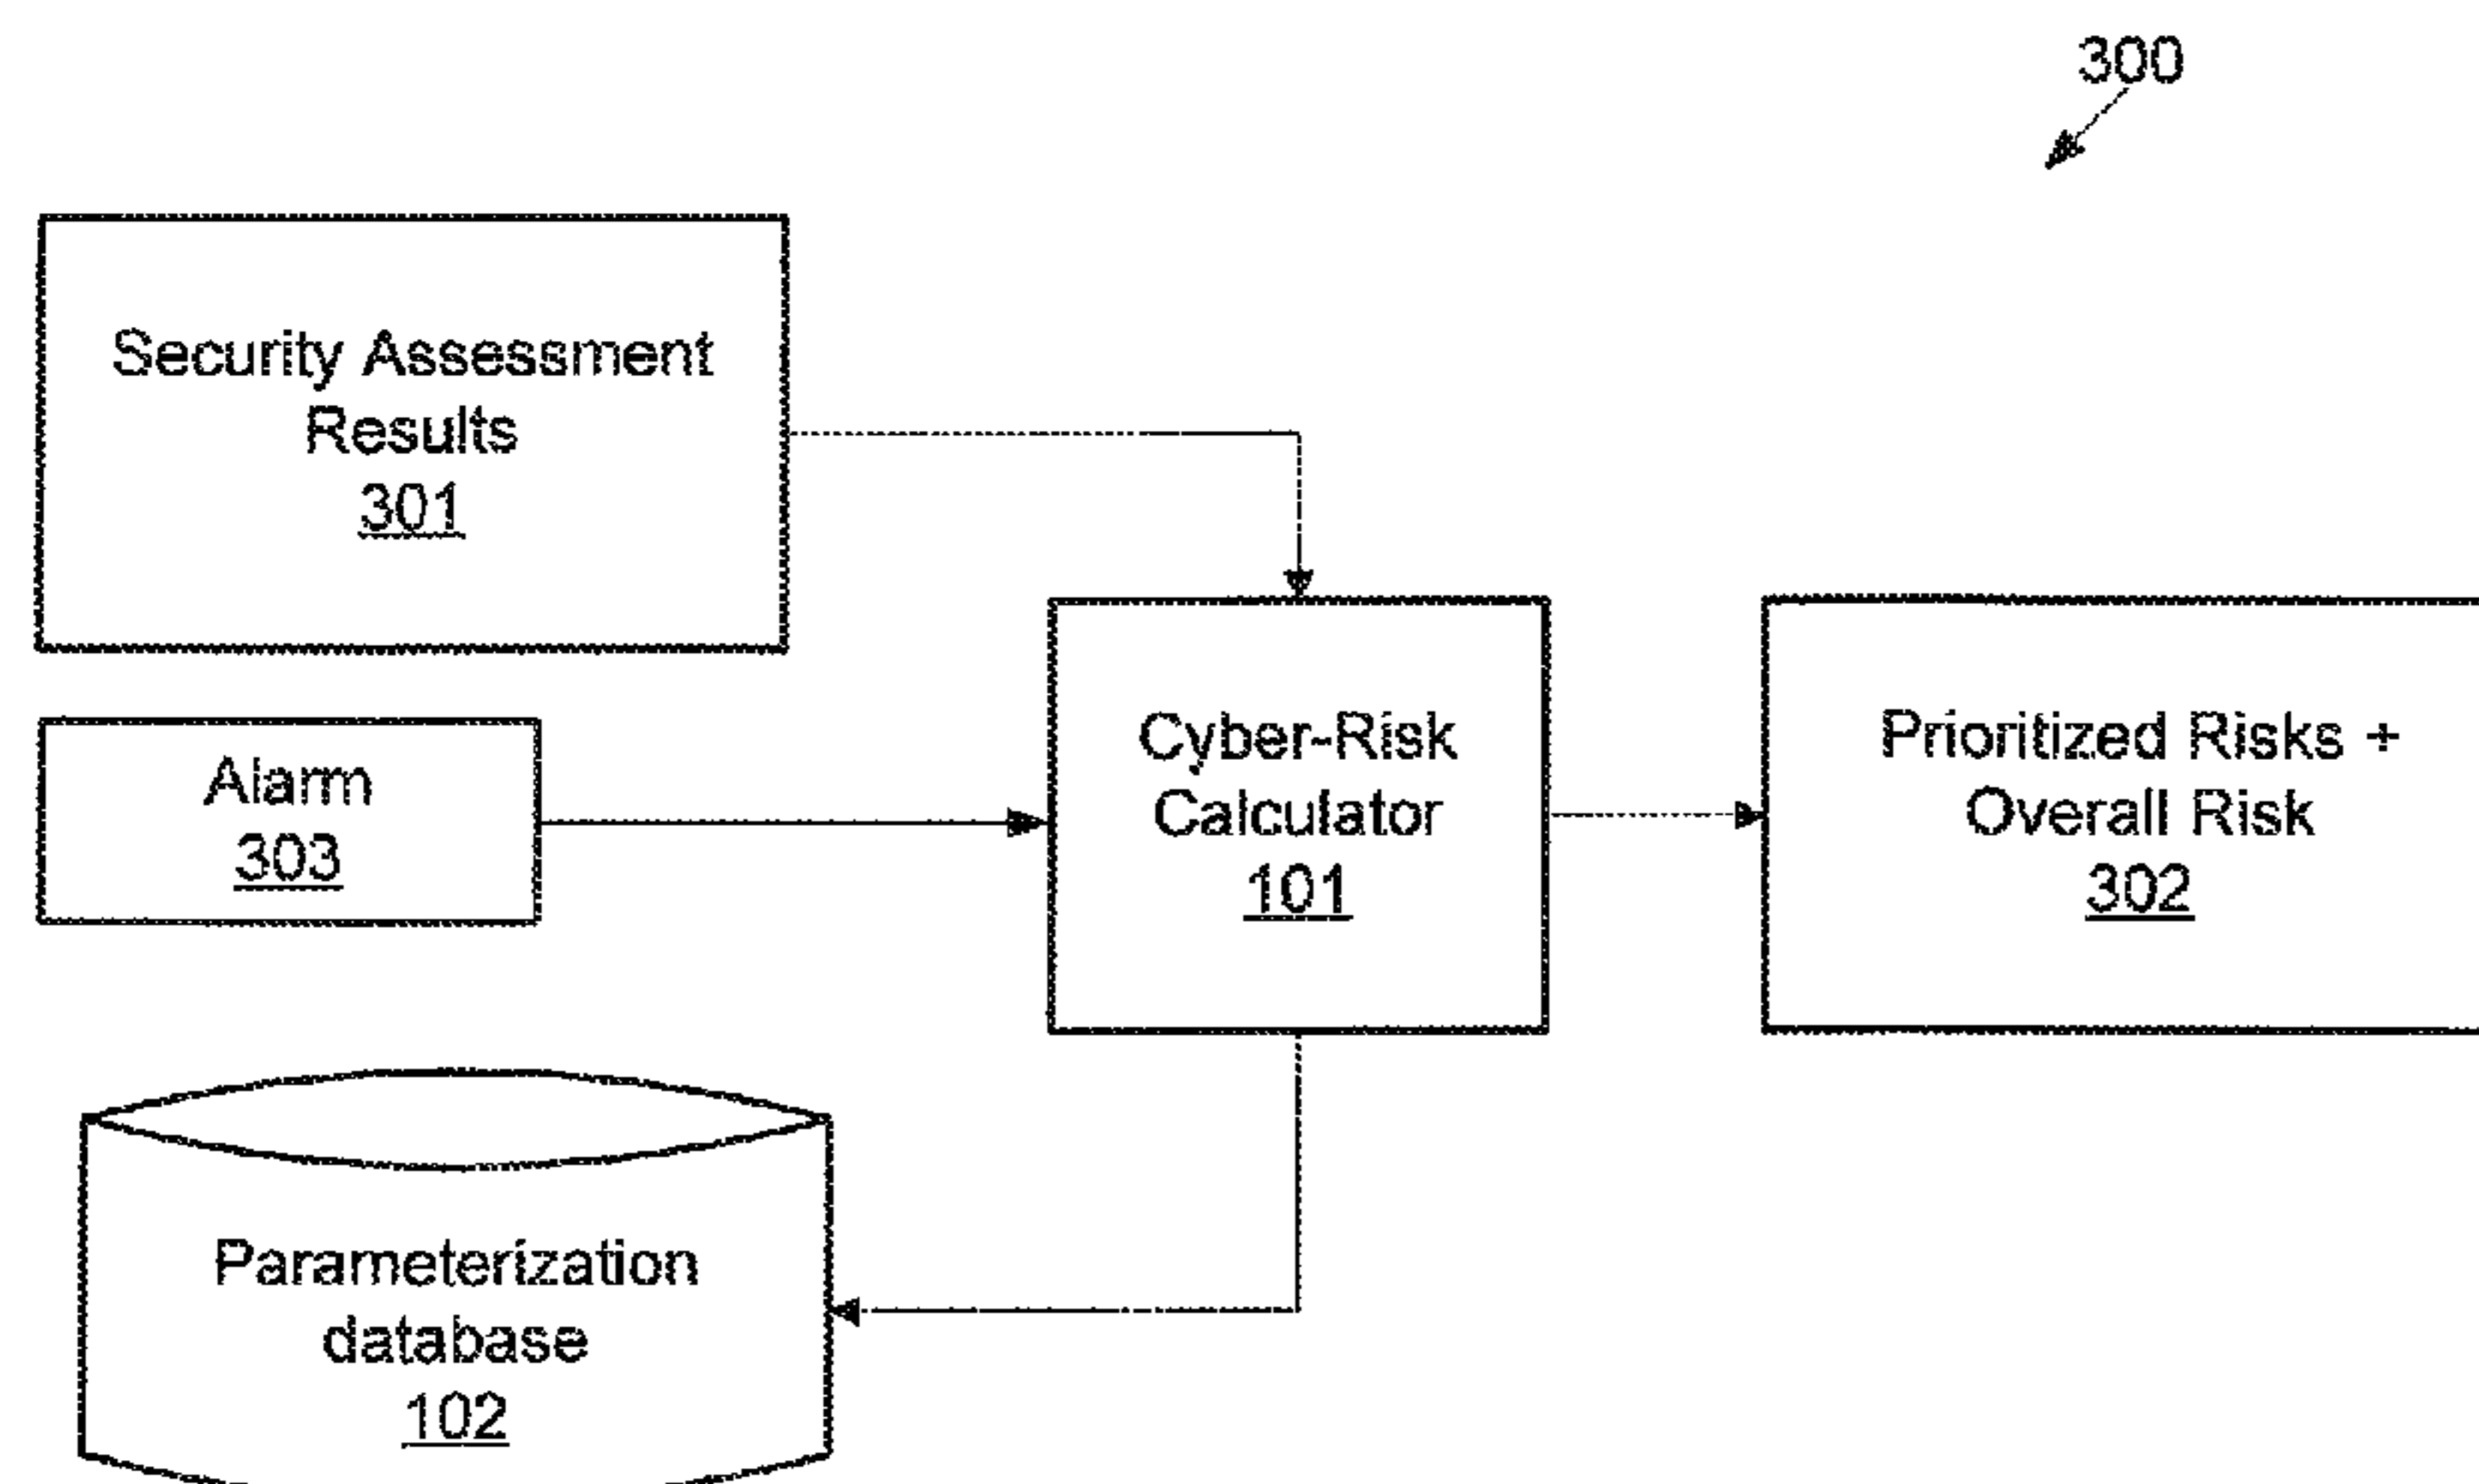 300
Security Assessment
Results
301
Alarm
303
Cyber-Risk
Calculator
101
Prioritized Risks +
Overall Risk
302
Parameterization
database
102